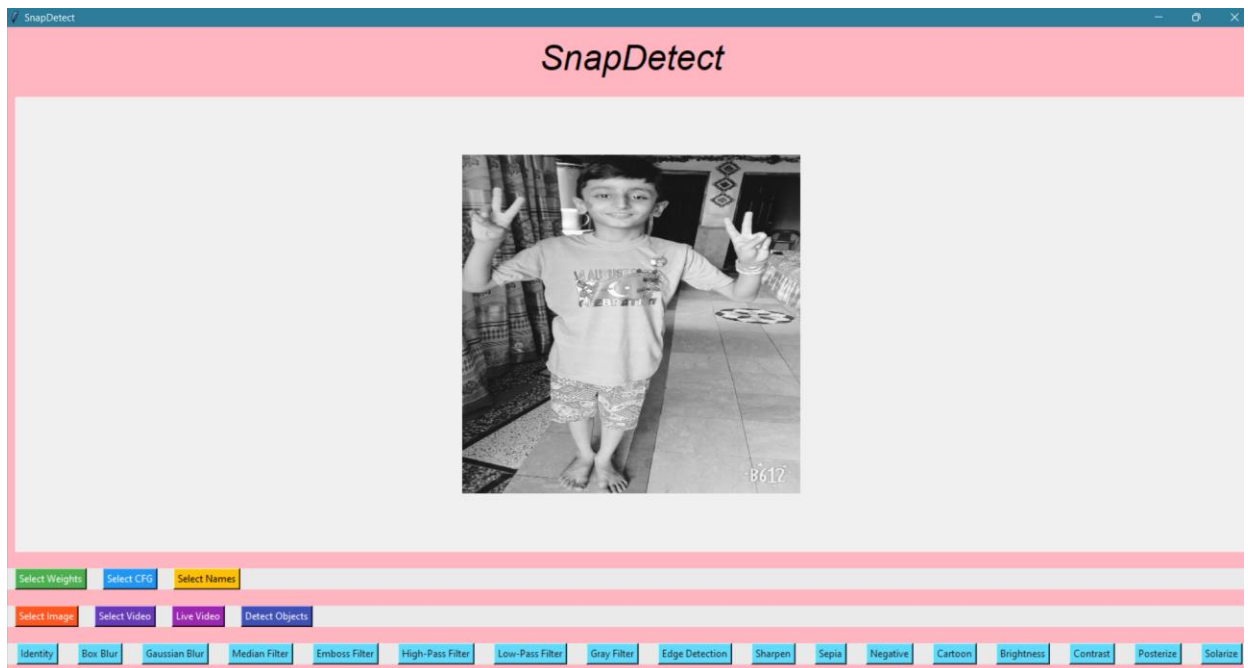 SnapDetect
SnapDetect
B612
Select Weights Select CFG Select Names
Select Image Select Video Live Video Detect Objects
Identity Box Blur Gaussian Blur Median Filter Emboss Filter High-Pass Filter Low-Pass Filter Gray Filter Edge Detection Sharpen Sepia Negative Cartoon Brightness Contrast Posterize Solarize